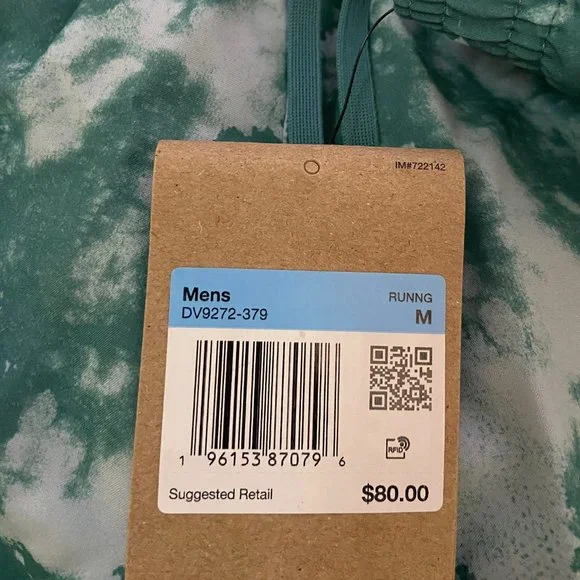 IM#722142
Mens RUNNG
DV9272-379 M
RFID
1 96153 87079 6
Suggested Retail $80.00